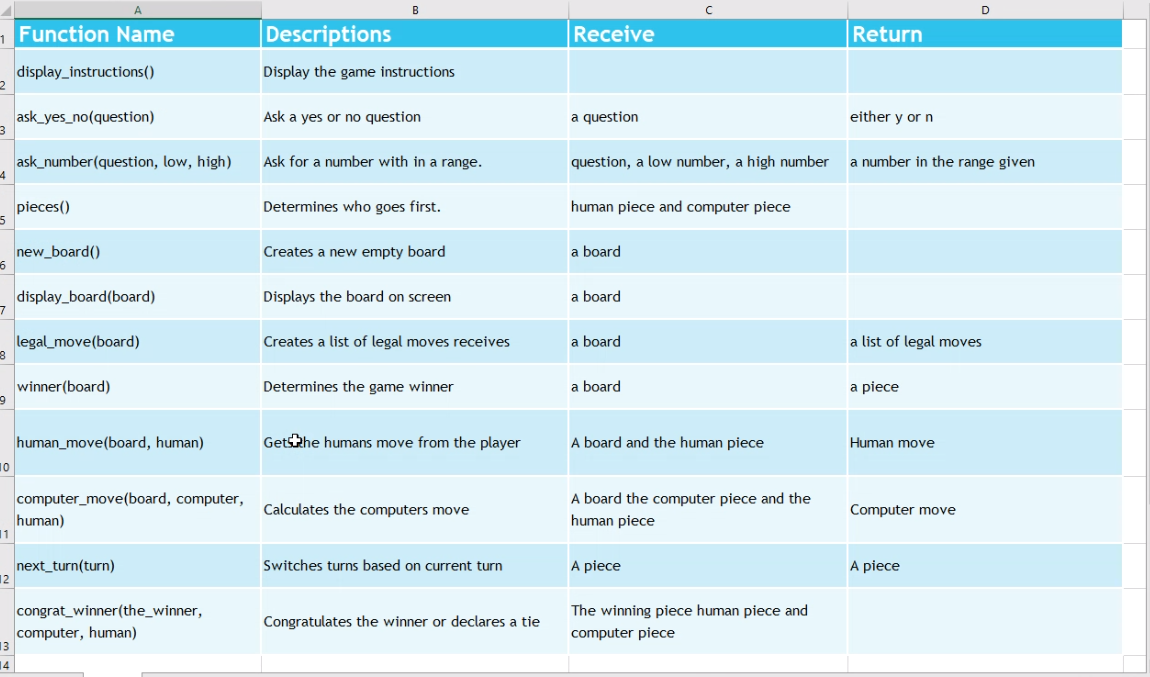 A B C D
1 Function Name Descriptions Receive Return
2 display_instructions() Display the game instructions
3 ask_yes_no(question) Ask a yes or no question a question either y or n
4 ask_number(question, low, high) Ask for a number with in a range. question, a low number, a high number a number in the range given
5 pieces() Determines who goes first. human piece and computer piece
6 new_board() Creates a new empty board a board
7 display_board(board) Displays the board on screen a board
8 legal_move(board) Creates a list of legal moves receives a board a list of legal moves
9 winner(board) Determines the game winner a board a piece
10 human_move(board, human) Gets the humans move from the player A board and the human piece Human move
11 computer_move(board, computer, human) Calculates the computers move A board the computer piece and the human piece Computer move
12 next_turn(turn) Switches turns based on current turn A piece A piece
13 congrat_winner(the_winner, computer, human) Congratulates the winner or declares a tie The winning piece human piece and computer piece
14